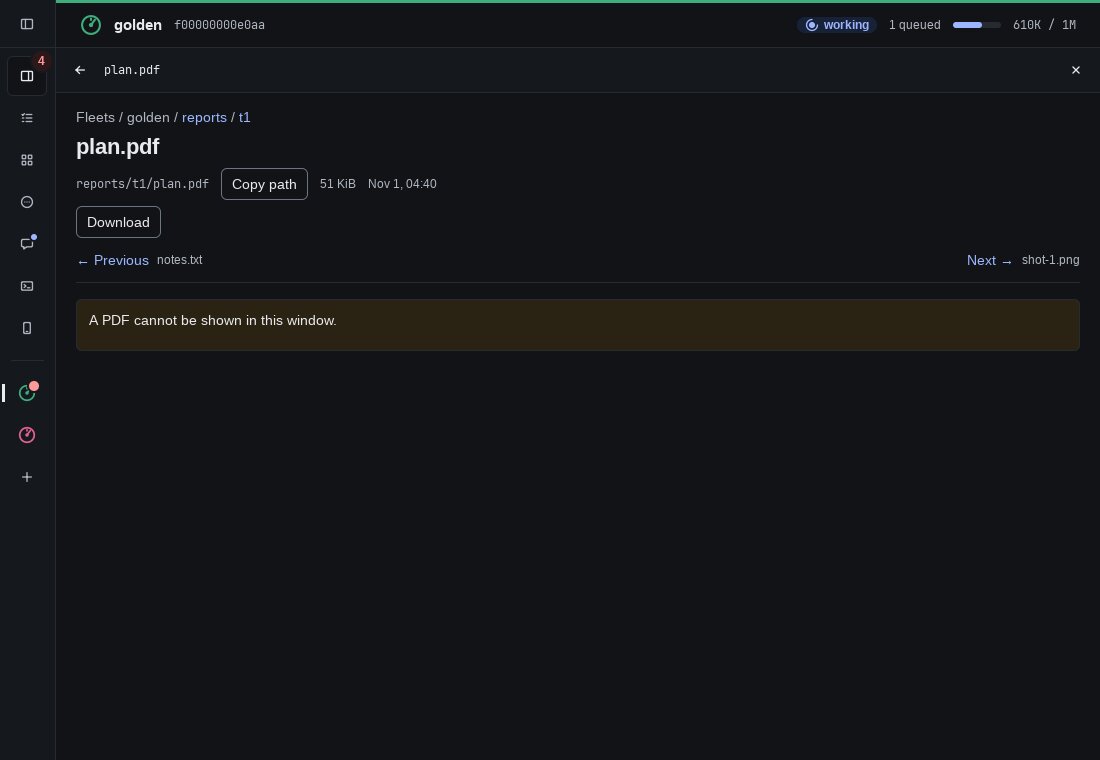 golden f00000000e0aa working 1 queued 610K / 1M
4
plan.pdf
Fleets / golden / reports / t1
plan.pdf
reports/t1/plan.pdf Copy path 51 KiB Nov 1, 04:40
Download
← Previous notes.txt Next → shot-1.png
A PDF cannot be shown in this window.